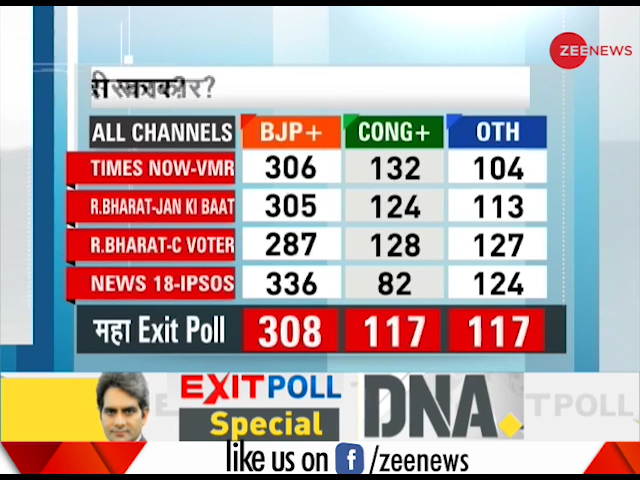 ZEENEWS
ALL CHANNELS BJP+ CONG+ OTH
TIMES NOW-VMR 306 132 104
R.BHARAT-JAN KI BAAT 305 124 113
R.BHARAT-C VOTER 287 128 127
NEWS 18-IPSOS 336 82 124
महा Exit Poll 308 117 117
EXITPOLL
Special
DNA
T POLL
like us on f/zeenews